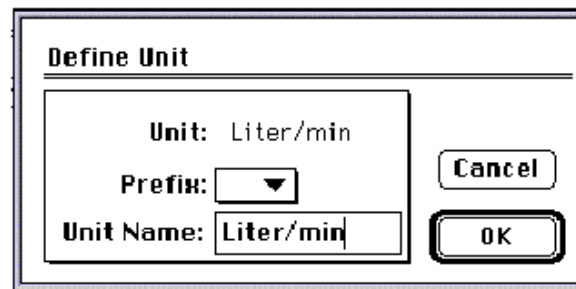 Define Unit
Unit: Liter/min
Prefix:
Cancel
Unit Name: Liter/min
OK